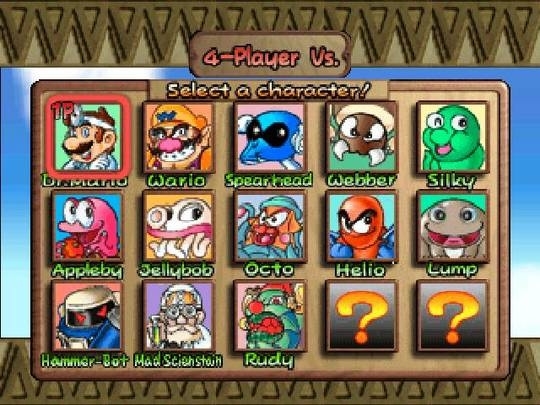 4-Player Vs.
Select a character!
1P
Dr.Mario Wario Spearhead Webber Silky
Appleby Jellybob Octo Helio Lump
? ?
Hammer-Bot Mad Scienstein Rudy